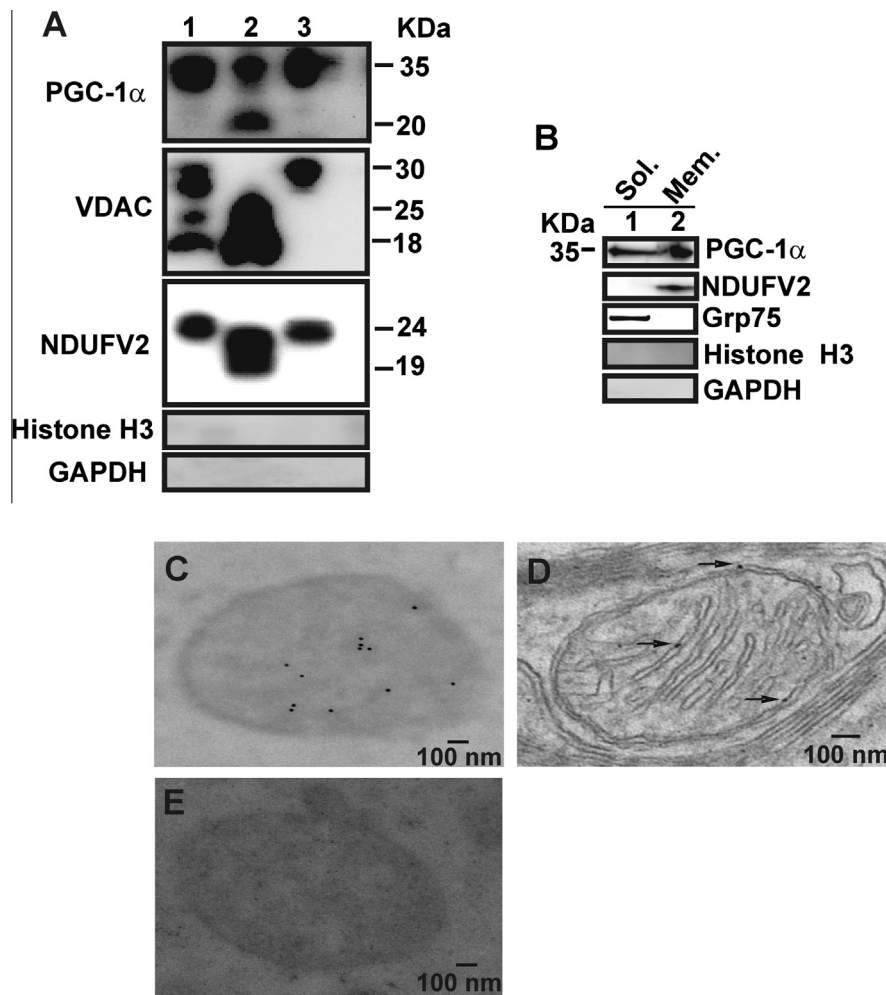 A
1 2 3 KDa
PGC-1α
35
20
VDAC
30
25
18
NDUFV2
24
19
Histone H3
GAPDH
B
Sol. Mem.
KDa 1 2
35 PGC-1α
NDUFV2
Grp75
Histone H3
GAPDH
C
100 nm
D
100 nm
E
100 nm